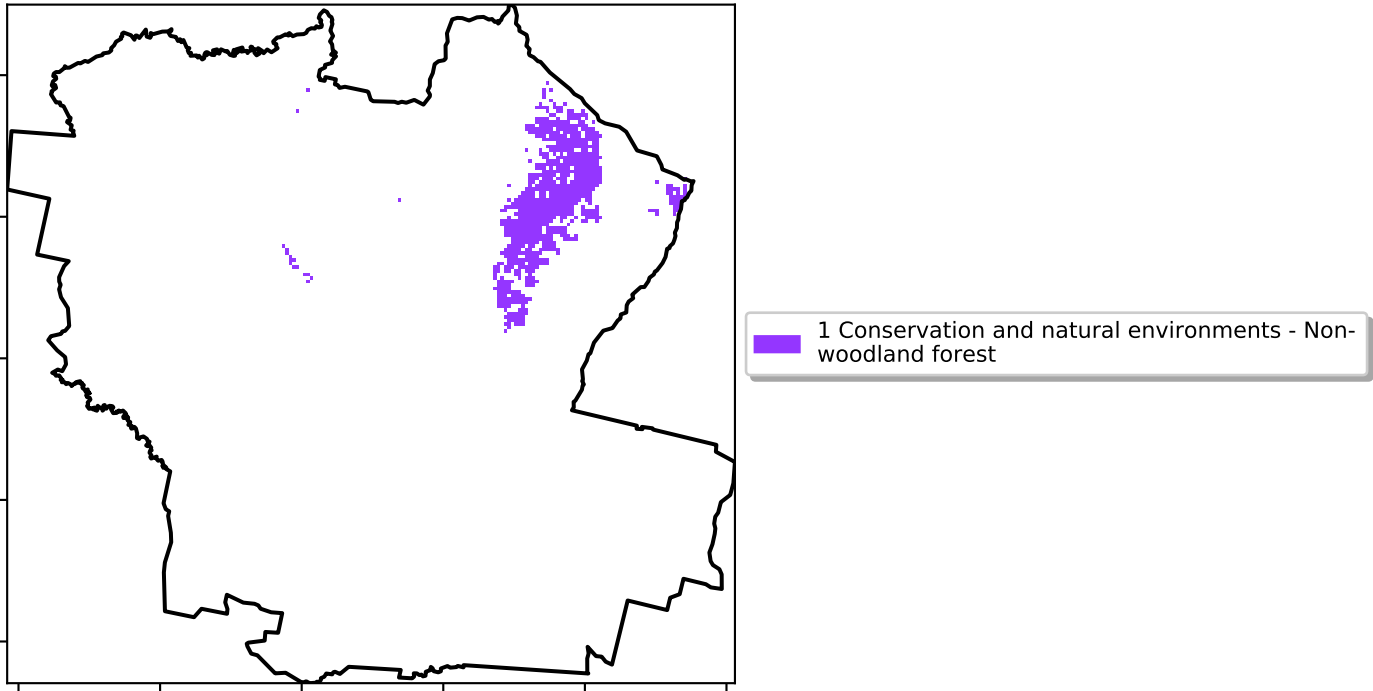 1 Conservation and natural environments - Non-
woodland forest